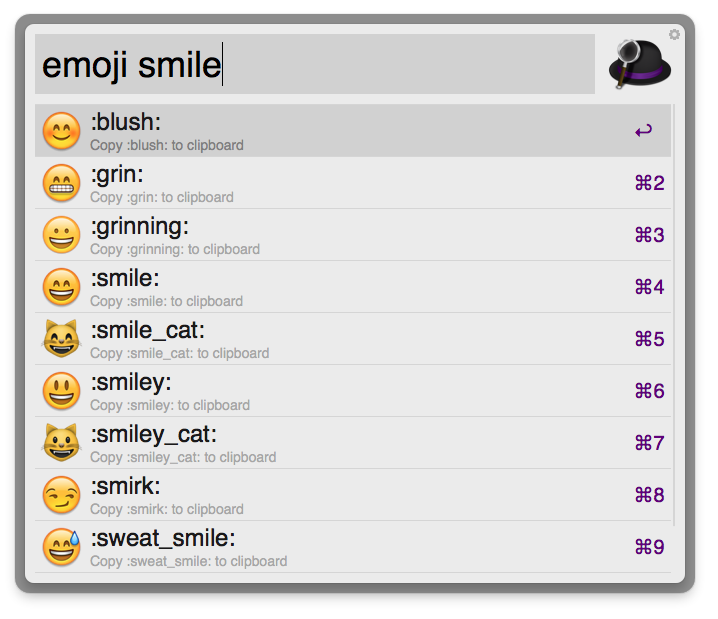 emoji smile
:blush:
Copy :blush: to clipboard
↩
:grin:
Copy :grin: to clipboard
⌘2
:grinning:
Copy :grinning: to clipboard
⌘3
:smile:
Copy :smile: to clipboard
⌘4
:smile_cat:
Copy :smile_cat: to clipboard
⌘5
:smiley:
Copy :smiley: to clipboard
⌘6
:smiley_cat:
Copy :smiley_cat: to clipboard
⌘7
:smirk:
Copy :smirk: to clipboard
⌘8
:sweat_smile:
Copy :sweat_smile: to clipboard
⌘9